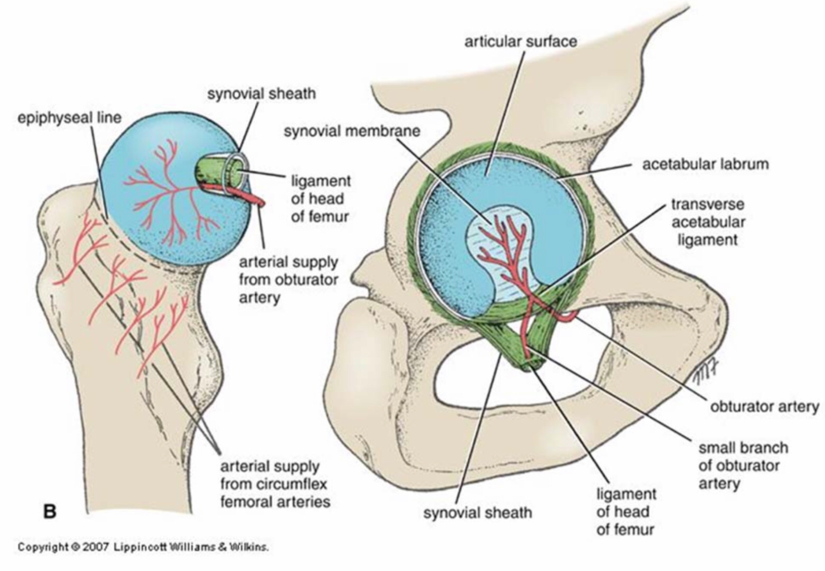 articular surface
synovial sheath
epiphyseal line
synovial membrane
acetabular labrum
ligament
of head
of femur
transverse
acetabular
ligament
arterial supply
from obturator
artery
obturator artery
small branch
of obturator
artery
arterial supply
from circumflex
femoral arteries
ligament
of head
of femur
synovial sheath
B
Copyright © 2007 Lippincott Williams & Wilkins.